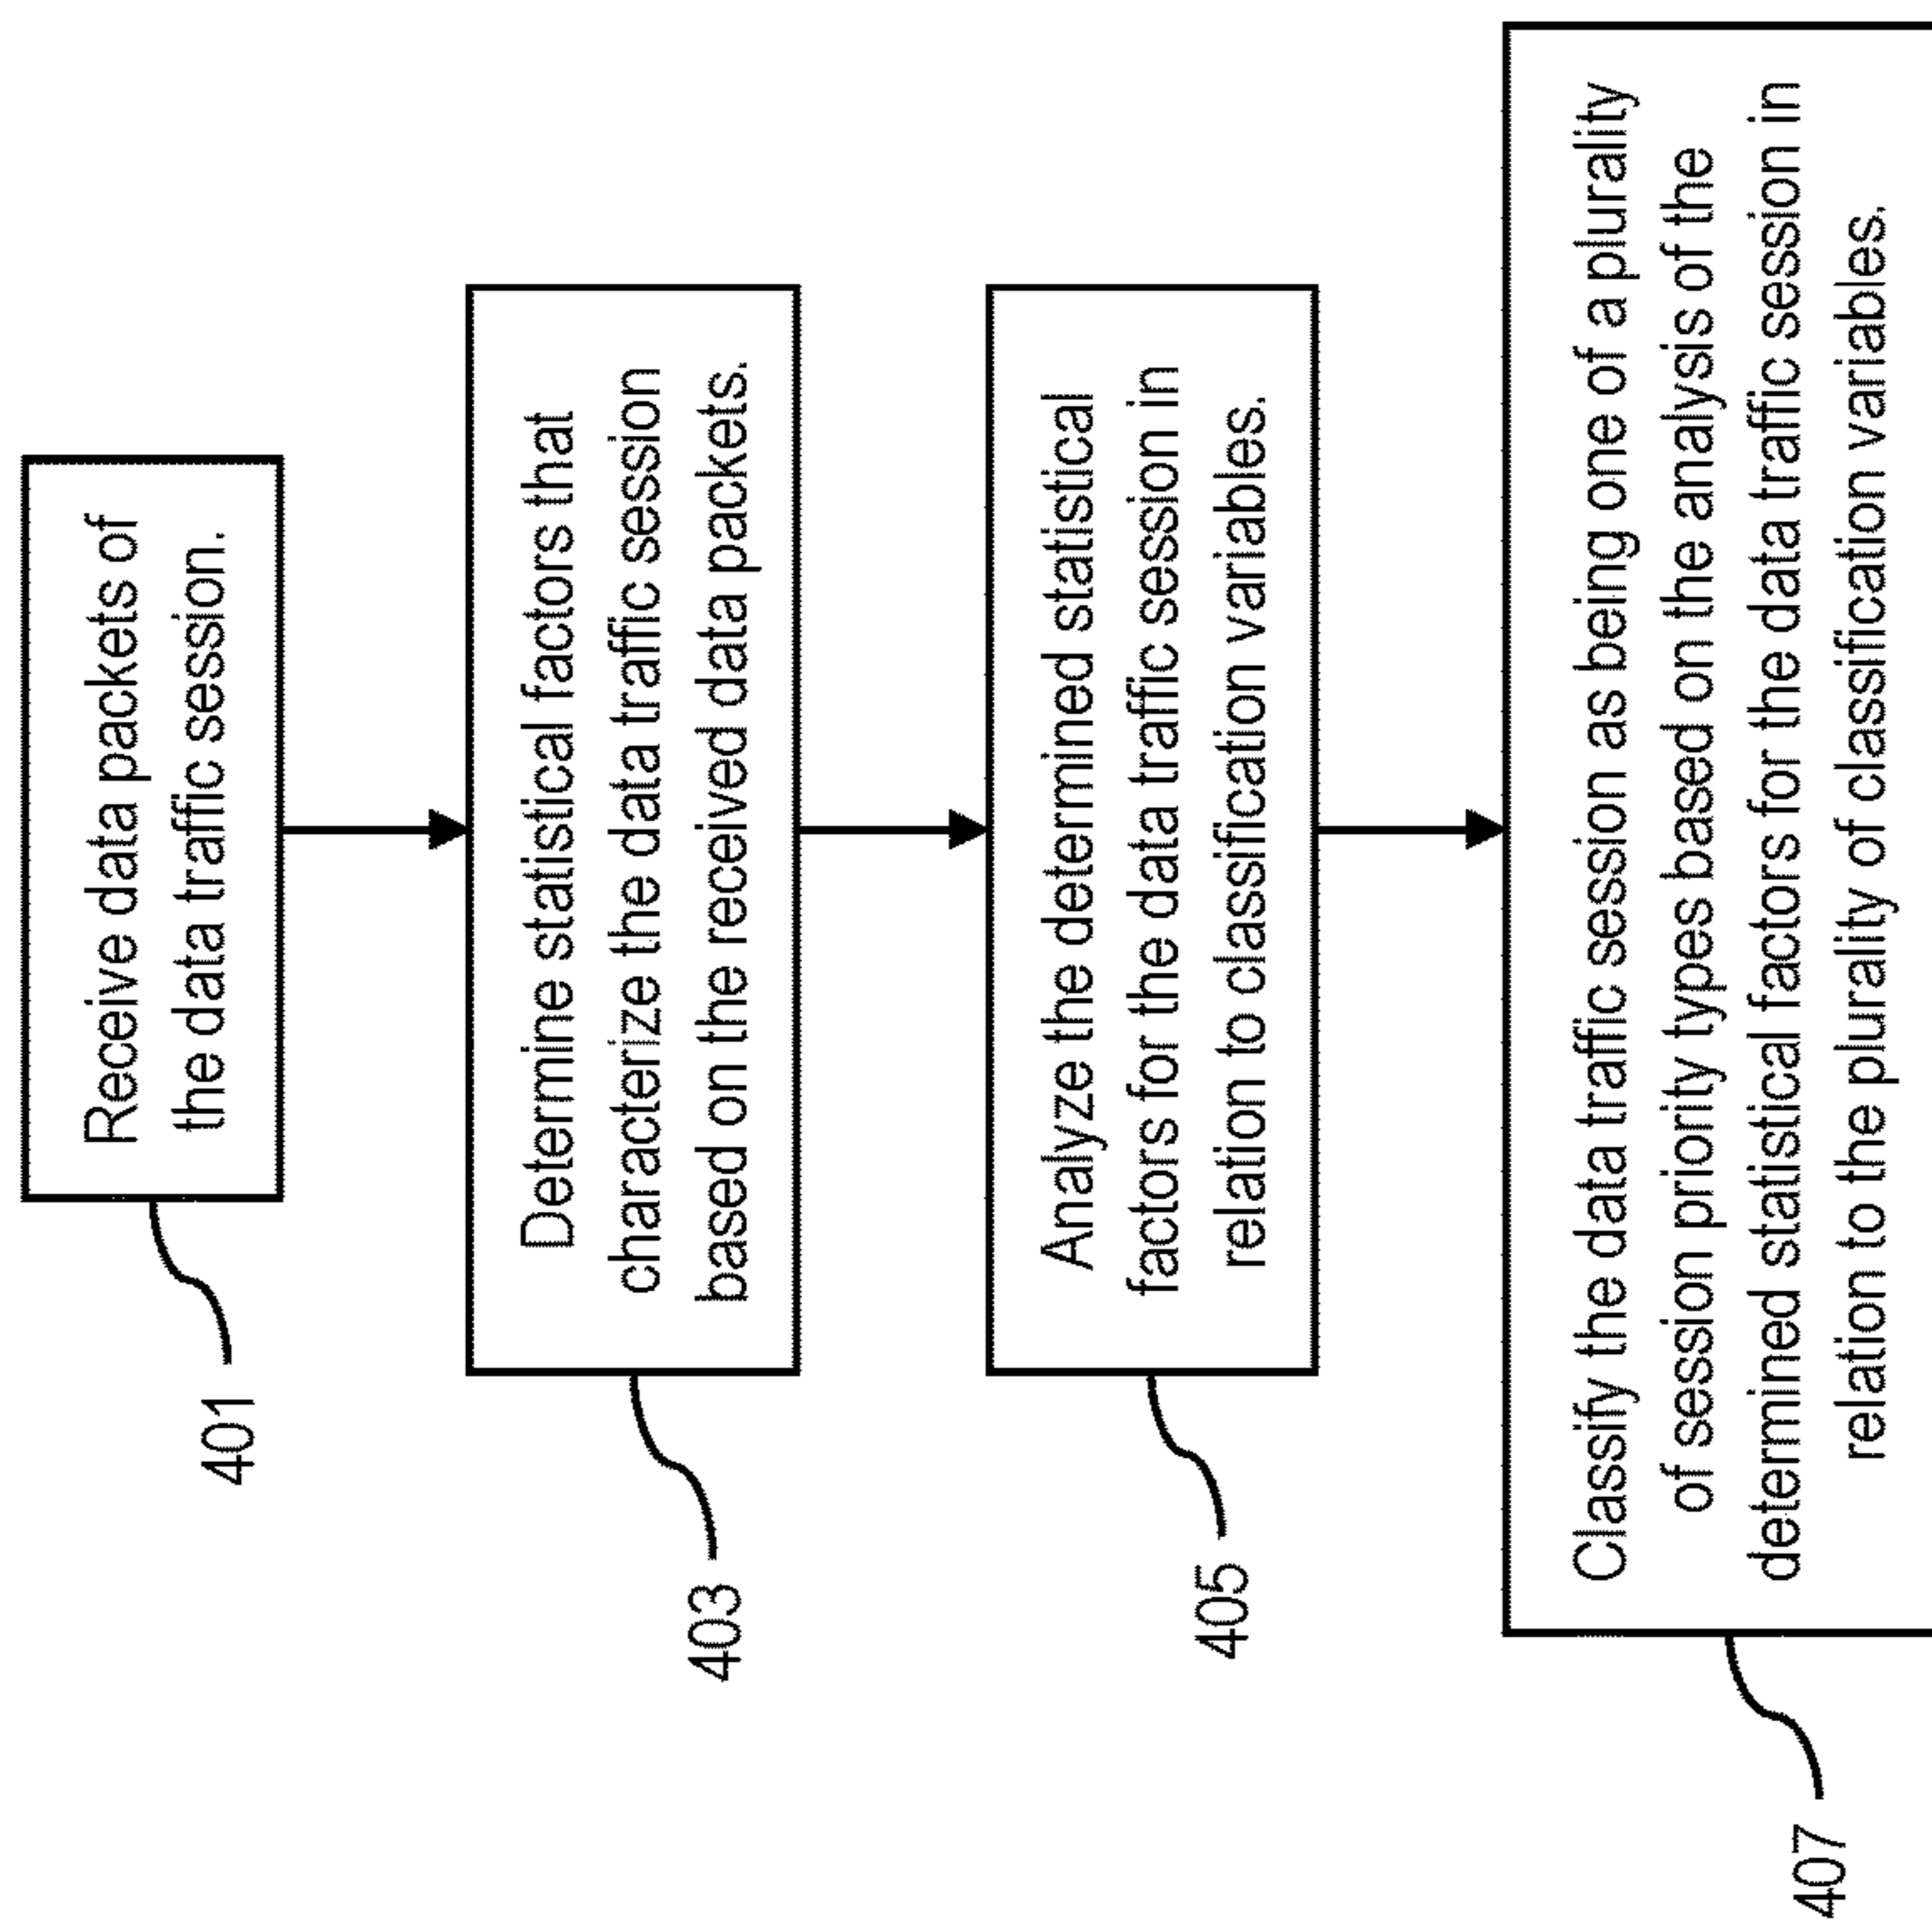 Receive data packets of
the data traffic session.
401
Determine statistical factors that
characterize the data traffic session
based on the received data packets.
403
Analyze the determined statistical
factors for the data traffic session in
relation to classification variables.
405
Classify the data traffic session as being one of a plurality
of session priority types based on the analysis of the
determined statistical factors for the data traffic session in
relation to the plurality of classification variables.
407